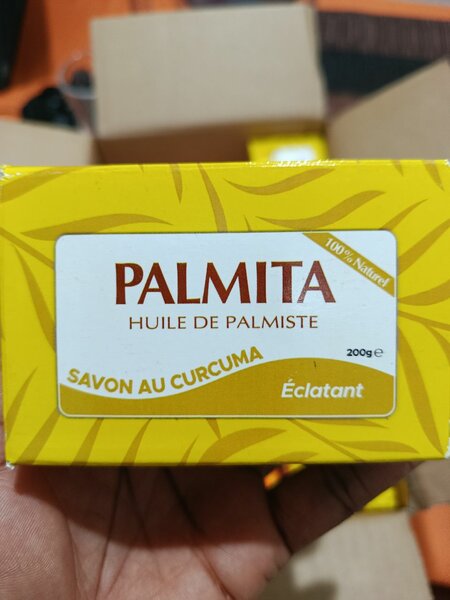 100% Naturel
PALMITA
HUILE DE PALMISTE
200g℮
SAVON AU CURCUMA
Éclatant